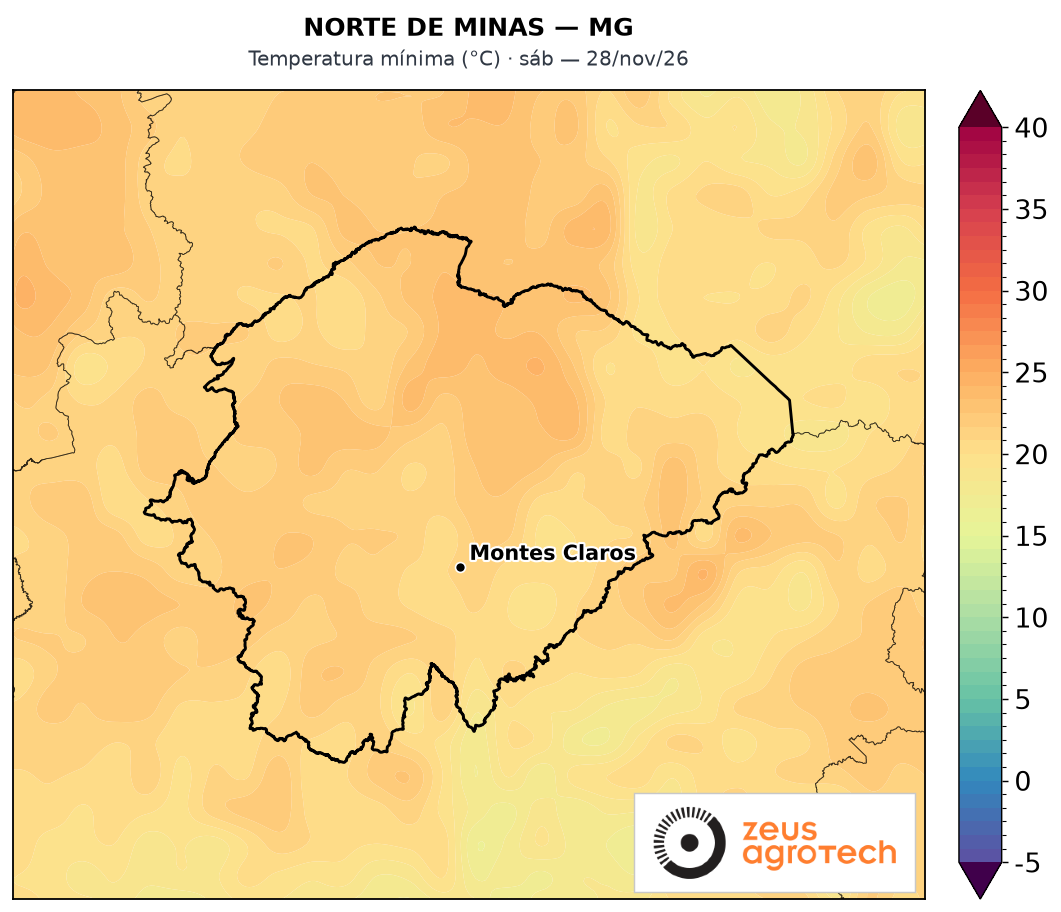 NORTE DE MINAS — MG
Temperatura mínima (°C) · sáb — 28/nov/26
40
35
30
25
20
15
10
5
0
-5
Montes Claros
zeus
agrotech